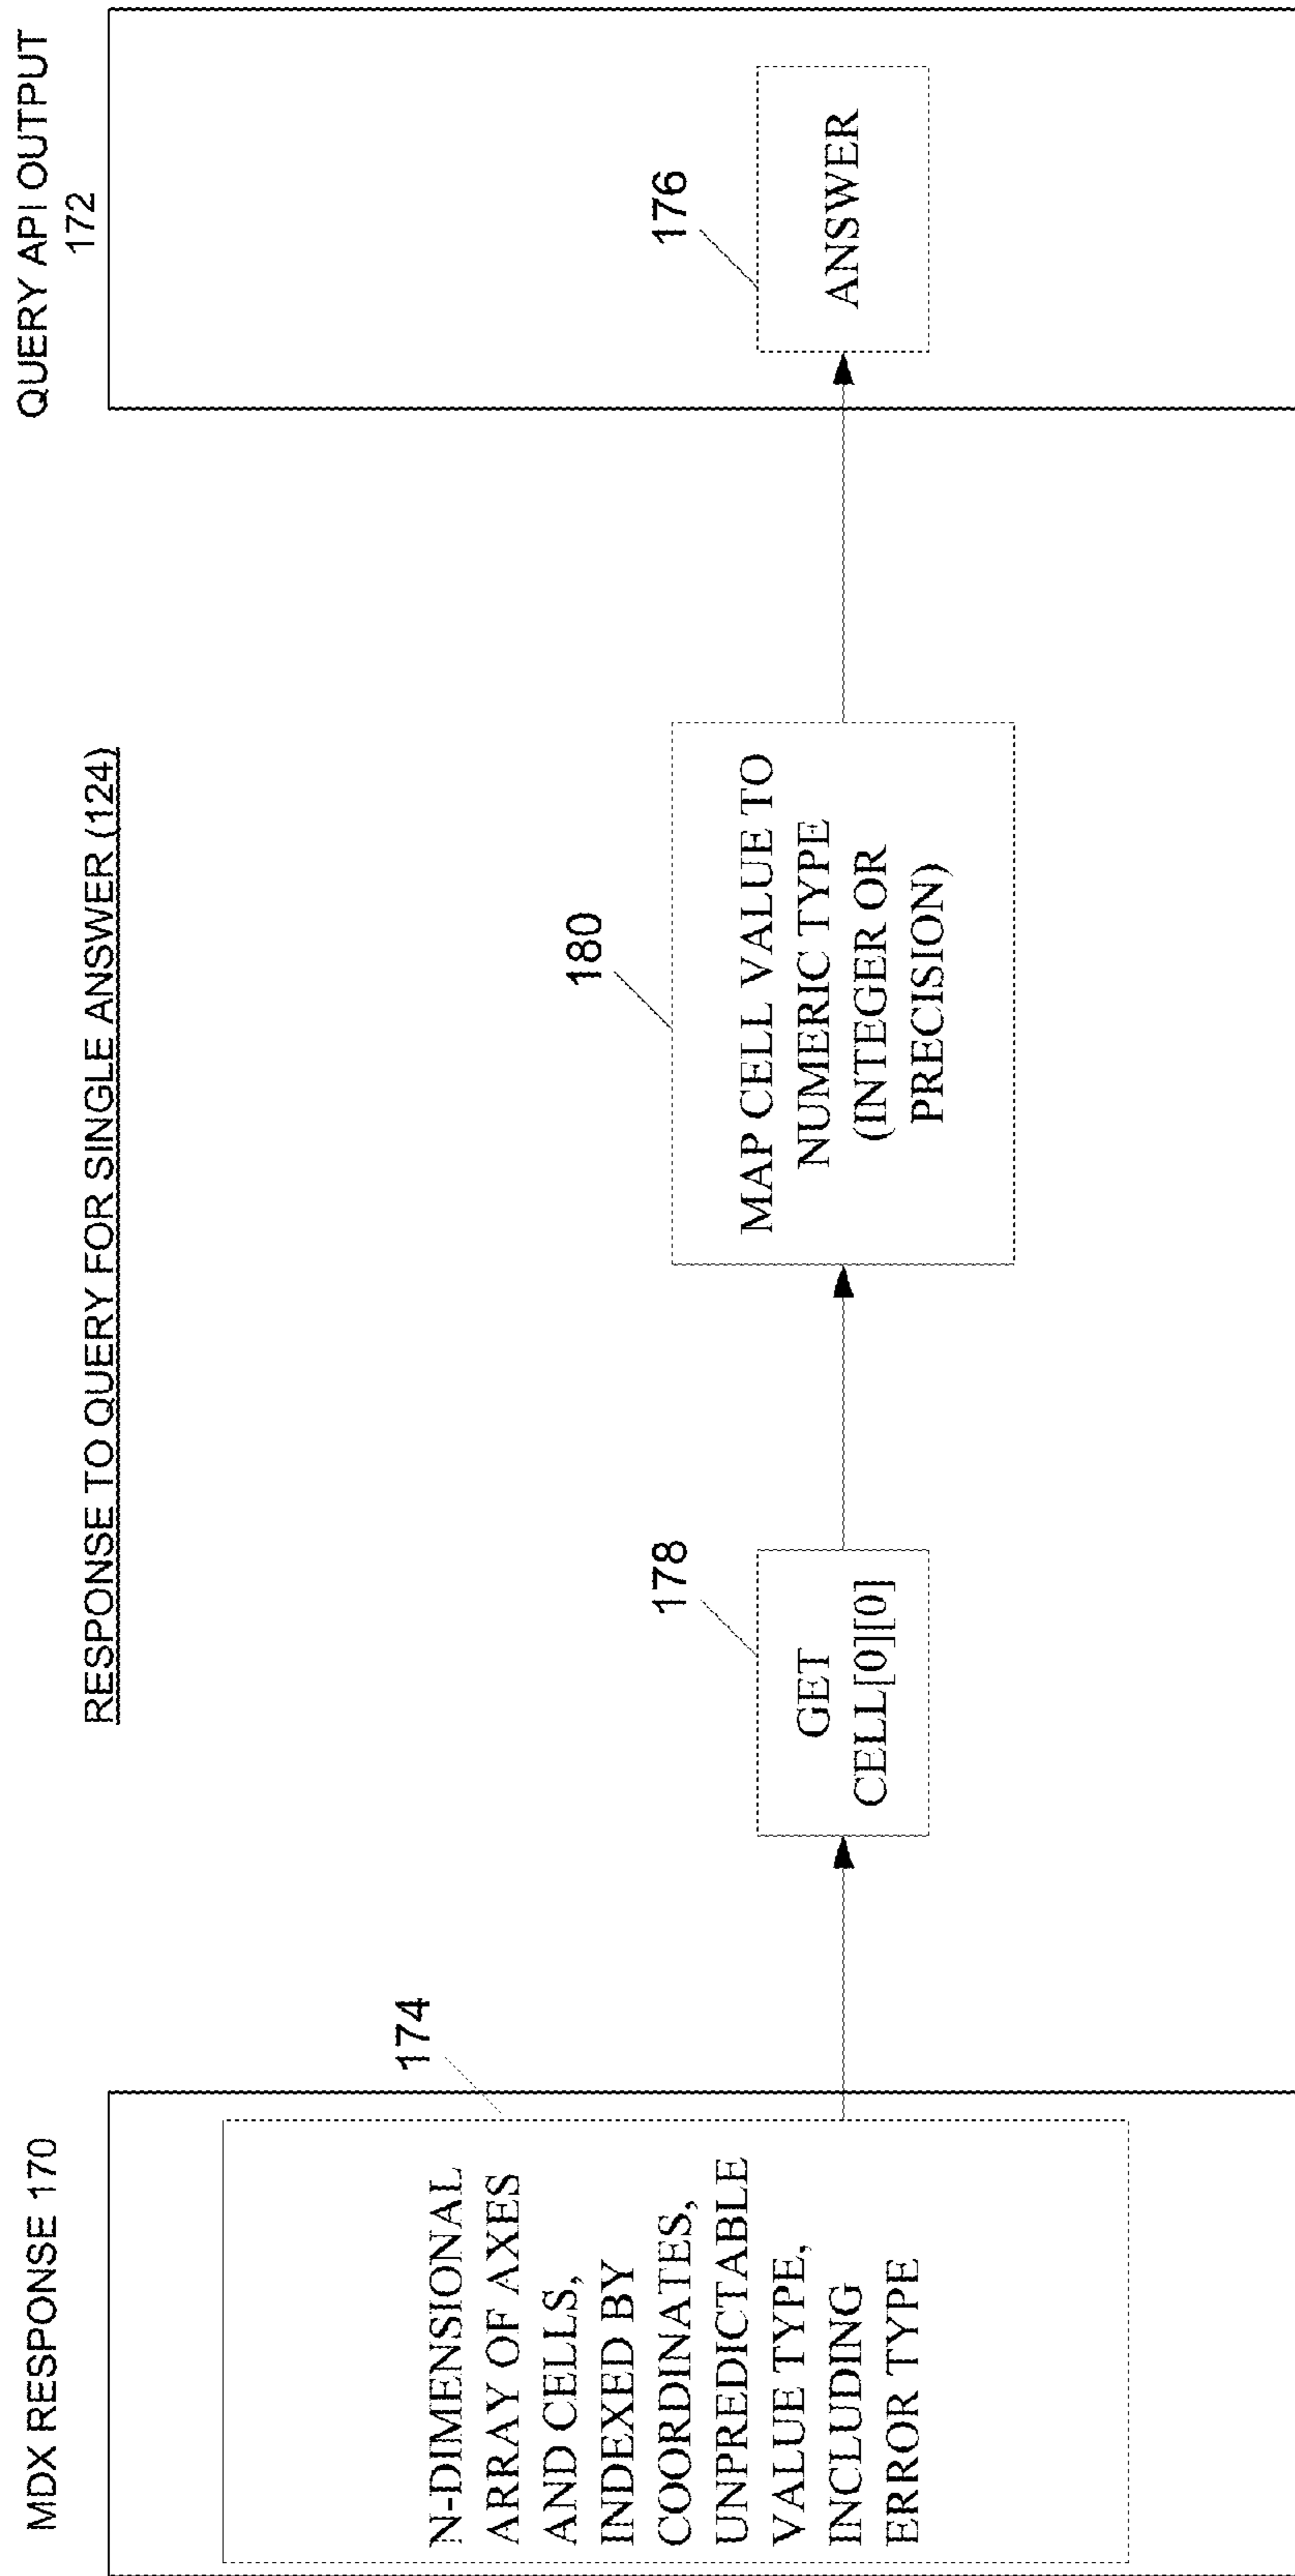 RESPONSE TO QUERY FOR SINGLE ANSWER (124)
MDX RESPONSE 170
174
N-DIMENSIONAL
ARRAY OF AXES
AND CELLS,
INDEXED BY
COORDINATES,
UNPREDICTABLE
VALUE TYPE,
INCLUDING
ERROR TYPE
178
GET
CELL[0][0]
180
MAP CELL VALUE TO
NUMERIC TYPE
(INTEGER OR
PRECISION)
QUERY API OUTPUT
172
176
ANSWER